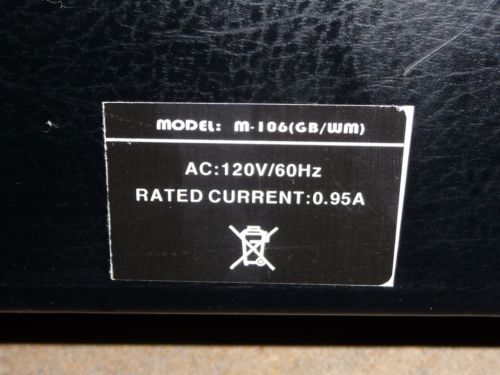 MODEL: M-106(GB/WM)
AC:120V/60Hz
RATED CURRENT:0.95A